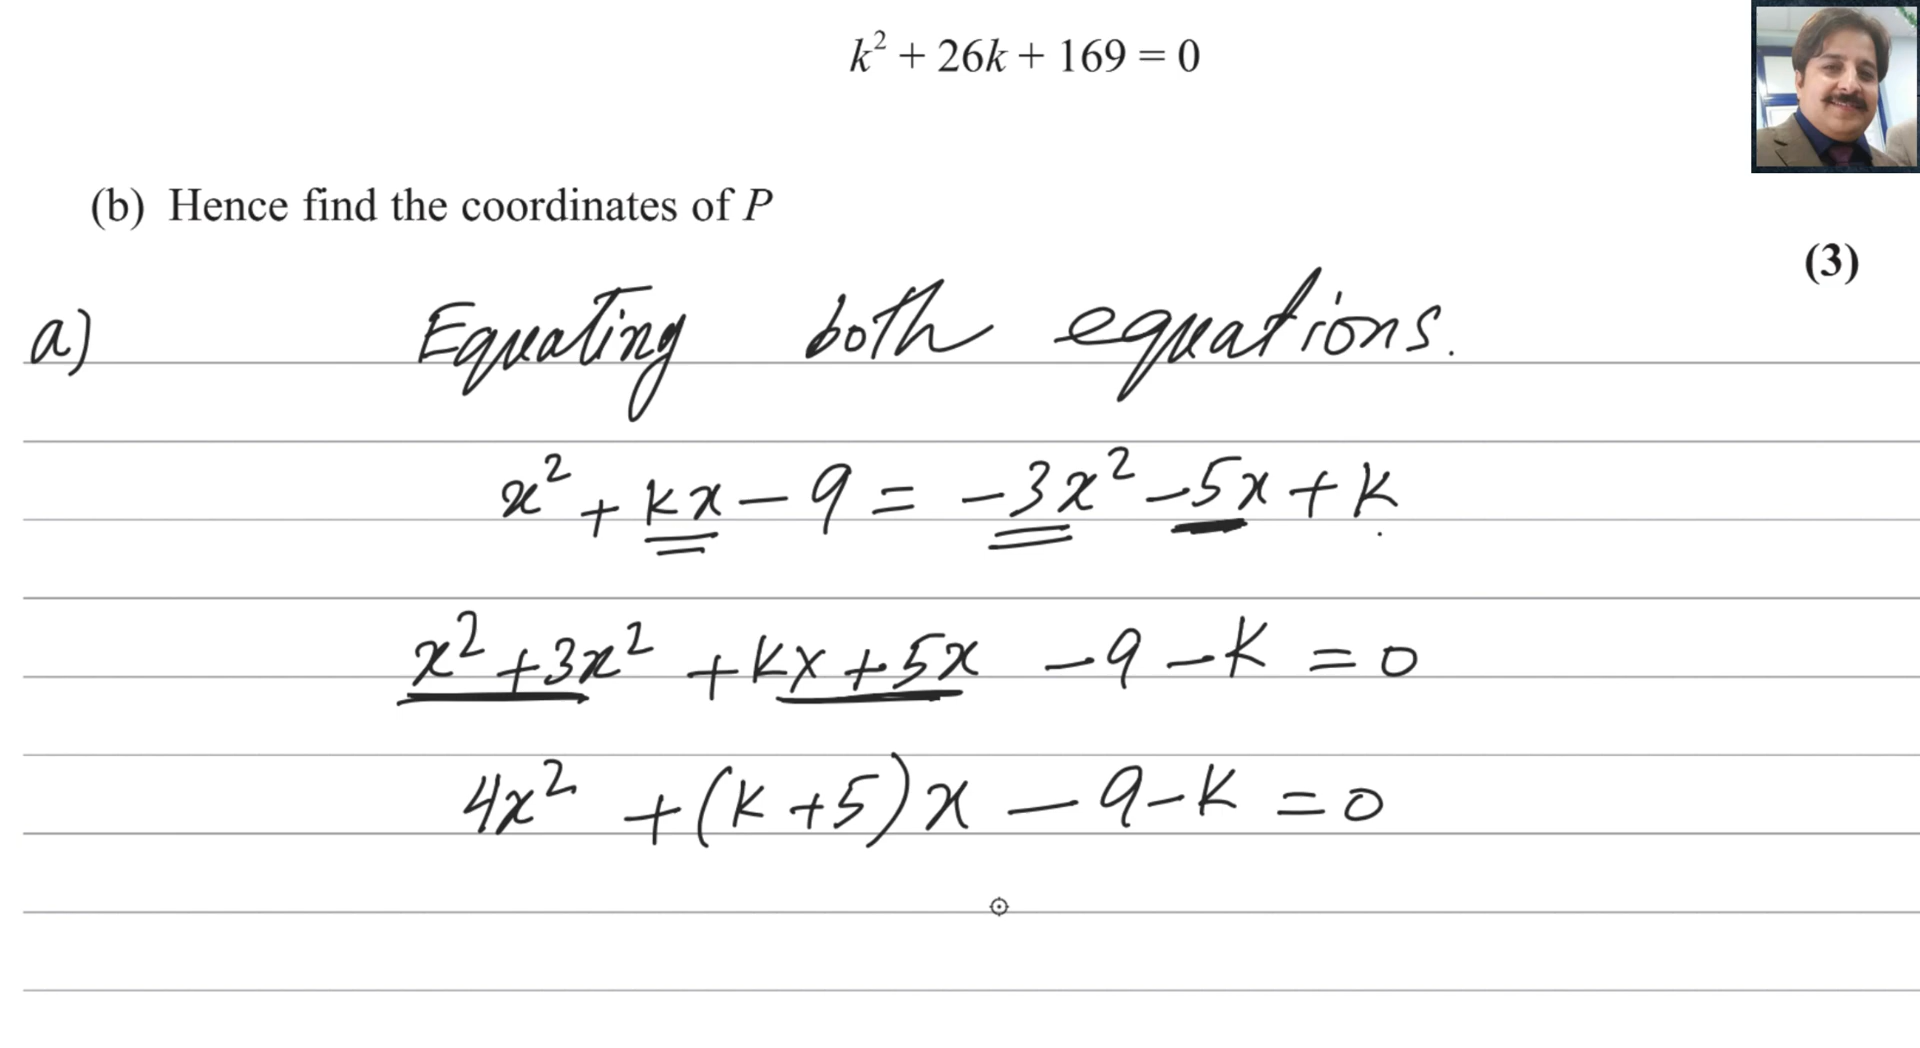 k² + 26k + 169 = 0
(b) Hence find the coordinates of P
(3)
a) Equating both equations.
x² + kx - 9 = -3x² - 5x + k
x² + 3x² + kx + 5x - 9 - k = 0
4x² + (k + 5)x - 9 - k = 0